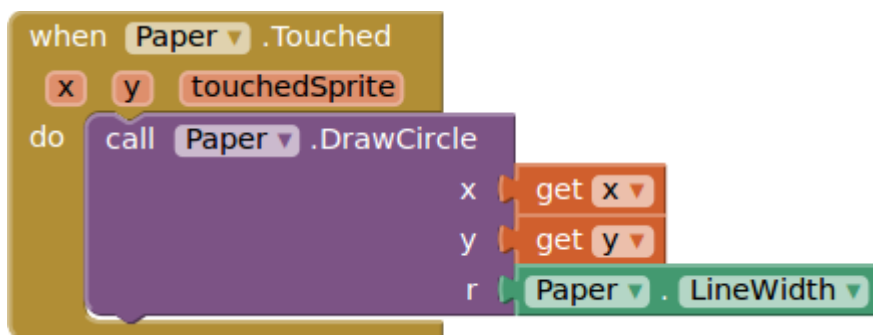 when Paper .Touched
x y touchedSprite
do call Paper .DrawCircle
x get x
y get y
r Paper . LineWidth